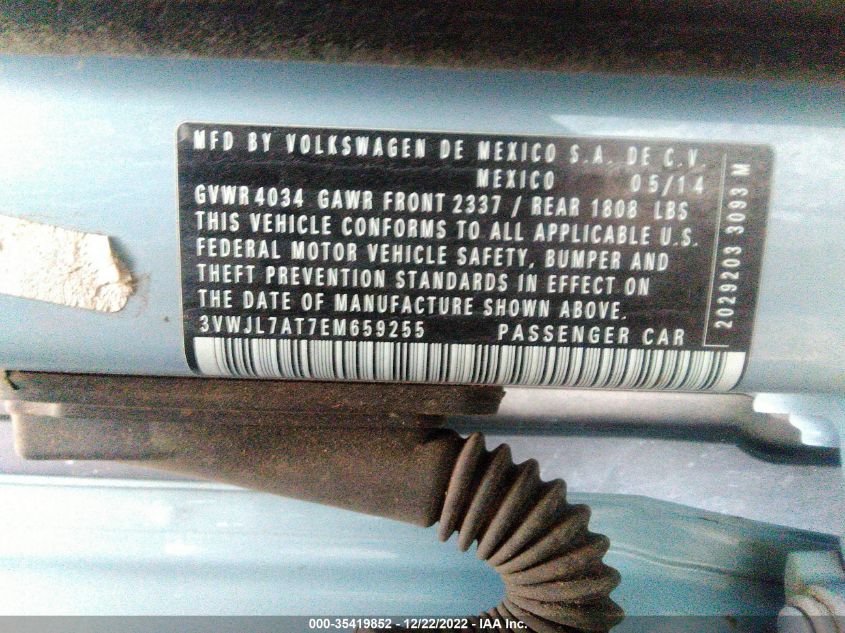 MFD BY VOLKSWAGEN DE MEXICO S.A. DE C.V.
MEXICO 05/14
GVWR 4034 GAWR FRONT 2337 / REAR 1808 LBS
THIS VEHICLE CONFORMS TO ALL APPLICABLE U.S.
FEDERAL MOTOR VEHICLE SAFETY, BUMPER AND
THEFT PREVENTION STANDARDS IN EFFECT ON
THE DATE OF MANUFACTURE SHOWN ABOVE.
3VWJL7AT7EM659255 PASSENGER CAR
2029203 3093 M
000-35419852 - 12/22/2022 - IAA Inc.